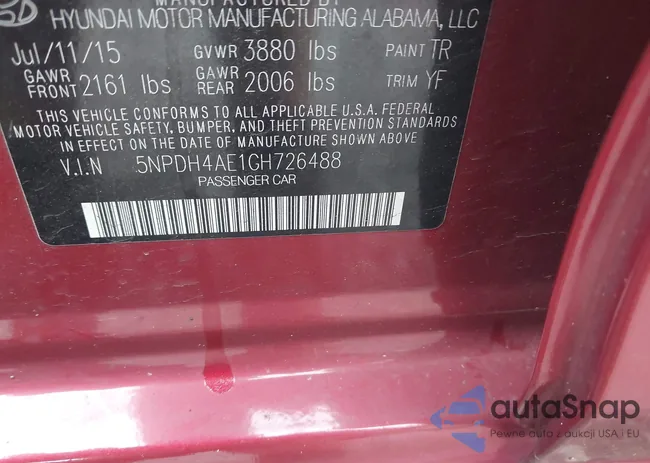 MANUFACTURED BY
HYUNDAI MOTOR MANUFACTURING ALABAMA, LLC
Jul/11/15 GVWR 3880 lbs PAINT TR
GAWR FRONT 2161 lbs GAWR REAR 2006 lbs TRIM YF
THIS VEHICLE CONFORMS TO ALL APPLICABLE U.S.A. FEDERAL
MOTOR VEHICLE SAFETY, BUMPER, AND THEFT PREVENTION STANDARDS
IN EFFECT ON THE DATE OF MANUFACTURE SHOWN ABOVE.
V.I.N 5NPDH4AE1GH726488
PASSENGER CAR
autaSnap
Pewne auta z aukcji USA i EU